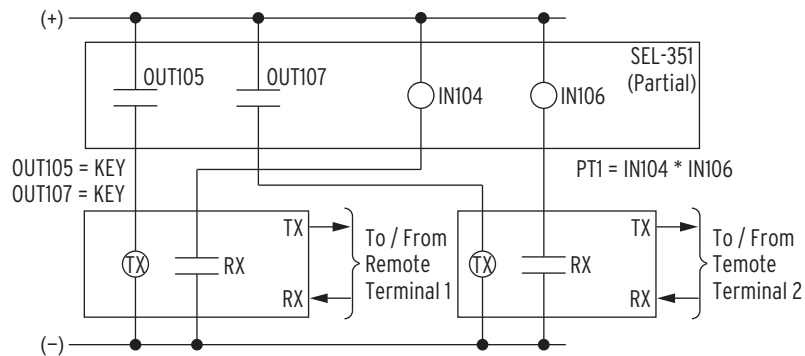 (+)
SEL-351
(Partial)
OUT105
OUT107
IN104
IN106
OUT105 = KEY
OUT107 = KEY
PT1 = IN104 * IN106
TX
RX
TX
RX
To / From
Remote
Terminal 1
TX
RX
TX
RX
To / From
Temote
Terminal 2
(–)